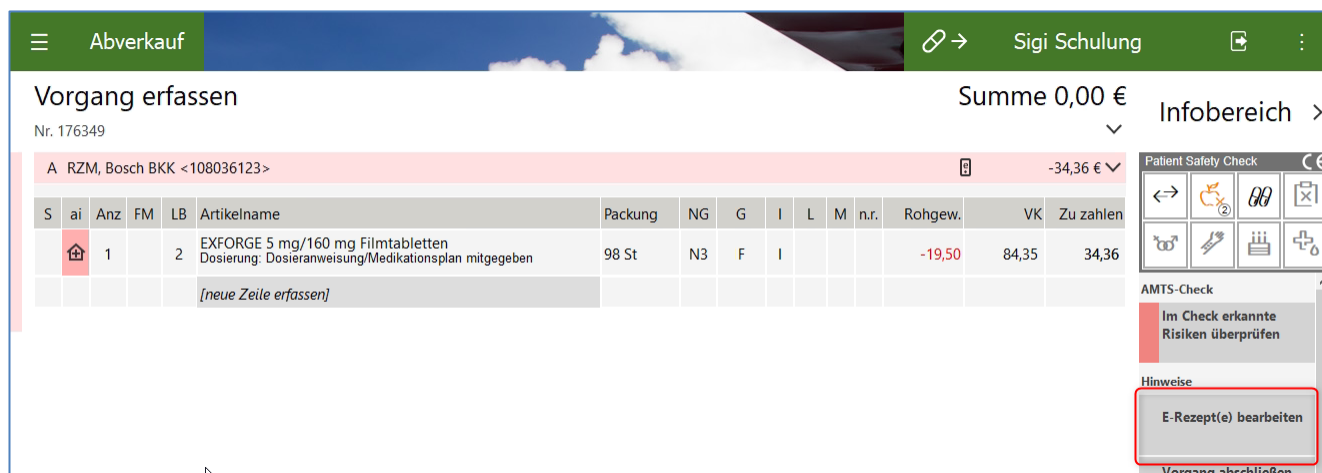 Abverkauf
Sigi Schulung
Vorgang erfassen
Summe 0,00 €
Infobereich
Nr. 176349
A RZM, Bosch BKK <108036123>
-34,36 €
Patient Safety Check
S ai Anz FM LB Artikelname Packung NG G I L M n.r. Rohgew. VK Zu zahlen
1 2 EXFORGE 5 mg/160 mg Filmtabletten 98 St N3 F I -19,50 84,35 34,36
Dosierung: Dosieranweisung/Medikationsplan mitgegeben
[neue Zeile erfassen]
2
AMTS-Check
Im Check erkannte
Risiken überprüfen
Hinweise
E-Rezept(e) bearbeiten
Vorgang abschließen